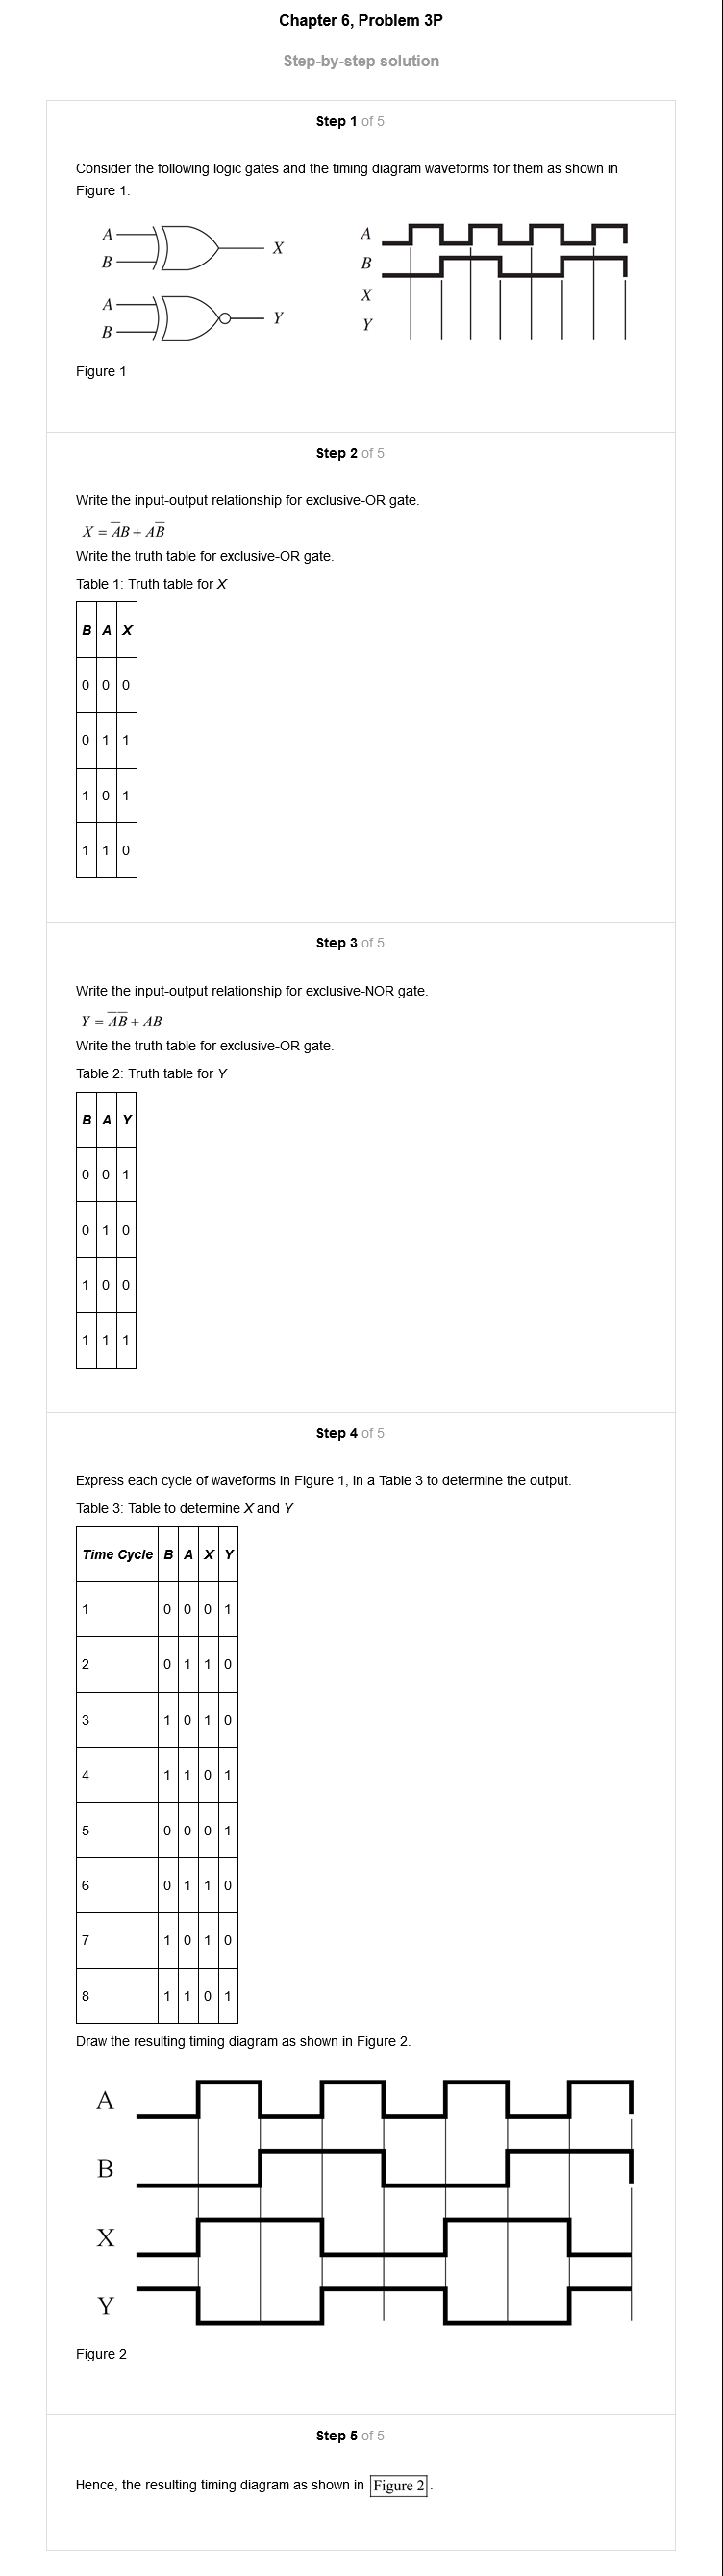 Chapter 6, Problem 3P
Step-by-step solution
Step 1 of 5
Consider the following logic gates and the timing diagram waveforms for them as shown in
Figure 1.
A
B
X
A
B
Y
A
B
X
Y
Figure 1
Step 2 of 5
Write the input-output relationship for exclusive-OR gate.
X = A̅B + AB̅
Write the truth table for exclusive-OR gate.
Table 1: Truth table for X
B A X
0 0 0
0 1 1
1 0 1
1 1 0
Step 3 of 5
Write the input-output relationship for exclusive-NOR gate.
Y = A̅B̅ + AB
Write the truth table for exclusive-OR gate.
Table 2: Truth table for Y
B A Y
0 0 1
0 1 0
1 0 0
1 1 1
Step 4 of 5
Express each cycle of waveforms in Figure 1, in a Table 3 to determine the output.
Table 3: Table to determine X and Y
Time Cycle B A X Y
1 0 0 0 1
2 0 1 1 0
3 1 0 1 0
4 1 1 0 1
5 0 0 0 1
6 0 1 1 0
7 1 0 1 0
8 1 1 0 1
Draw the resulting timing diagram as shown in Figure 2.
A
B
X
Y
Figure 2
Step 5 of 5
Hence, the resulting timing diagram as shown in Figure 2.